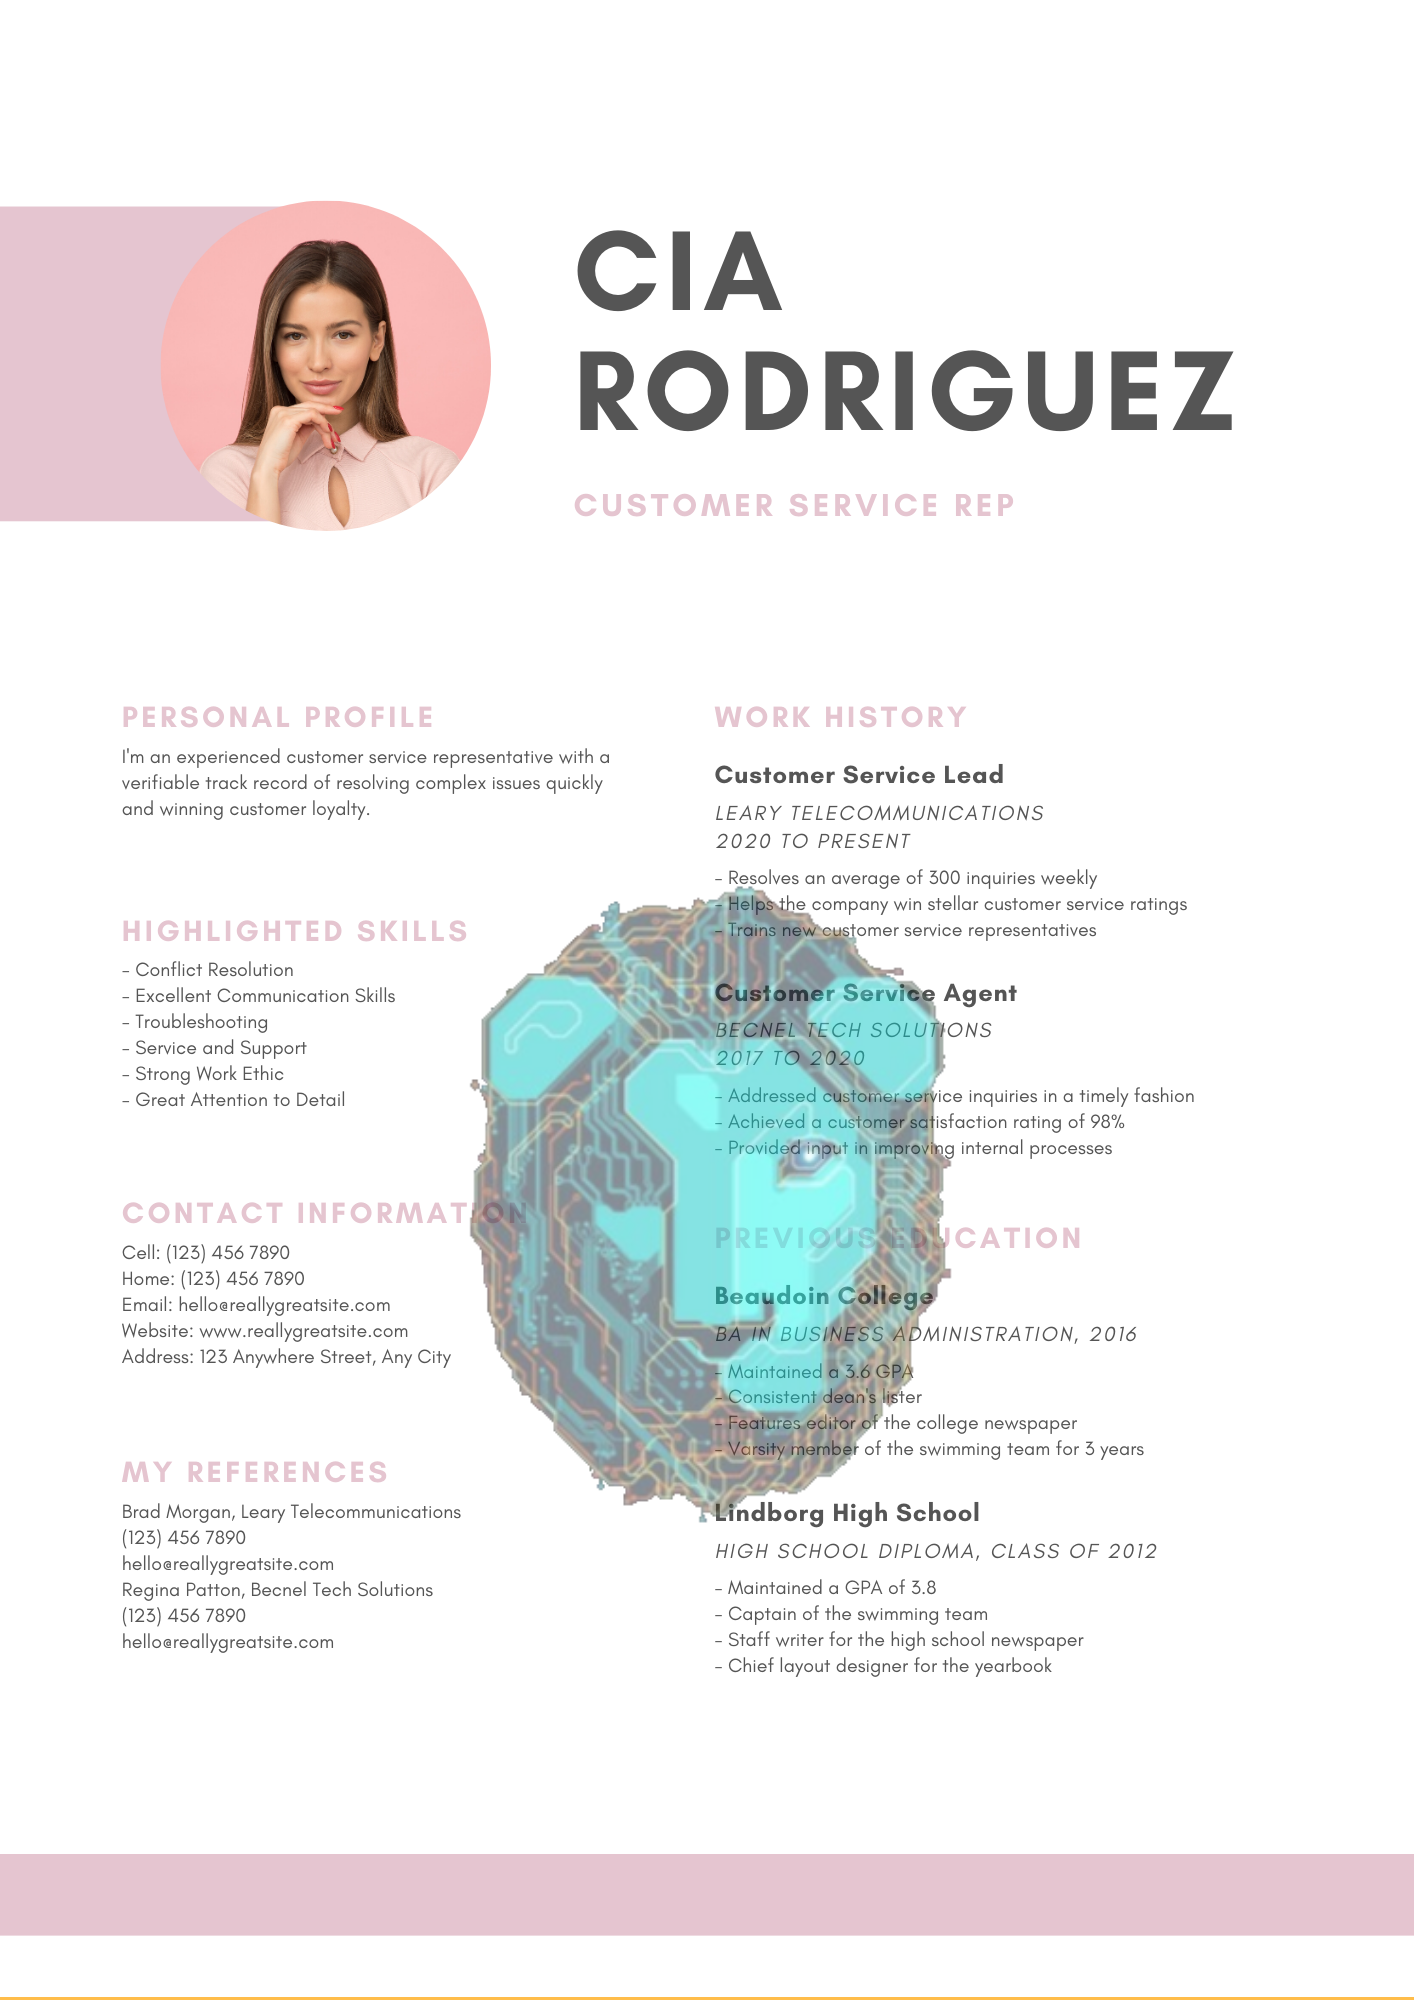 CIA
RODRIGUEZ
CUSTOMER SERVICE REP
PERSONAL PROFILE
I'm an experienced customer service representative with a
verifiable track record of resolving complex issues quickly
and winning customer loyalty.
HIGHLIGHTED SKILLS
- Conflict Resolution
- Excellent Communication Skills
- Troubleshooting
- Service and Support
- Strong Work Ethic
- Great Attention to Detail
CONTACT INFORMATION
Cell: (123) 456 7890
Home: (123) 456 7890
Email: hello@reallygreatsite.com
Website: www.reallygreatsite.com
Address: 123 Anywhere Street, Any City
MY REFERENCES
Brad Morgan, Leary Telecommunications
(123) 456 7890
hello@reallygreatsite.com
Regina Patton, Becnel Tech Solutions
(123) 456 7890
hello@reallygreatsite.com
WORK HISTORY
Customer Service Lead
LEARY TELECOMMUNICATIONS
2020 TO PRESENT
- Resolves an average of 300 inquiries weekly
- Helps the company win stellar customer service ratings
- Trains new customer service representatives
Customer Service Agent
BECNEL TECH SOLUTIONS
2017 TO 2020
- Addressed customer service inquiries in a timely fashion
- Achieved a customer satisfaction rating of 98%
- Provided input in improving internal processes
PREVIOUS EDUCATION
Beaudoin College
BA IN BUSINESS ADMINISTRATION, 2016
- Maintained a 3.6 GPA
- Consistent dean's lister
- Features editor of the college newspaper
- Varsity member of the swimming team for 3 years
Lindborg High School
HIGH SCHOOL DIPLOMA, CLASS OF 2012
- Maintained a GPA of 3.8
- Captain of the swimming team
- Staff writer for the high school newspaper
- Chief layout designer for the yearbook